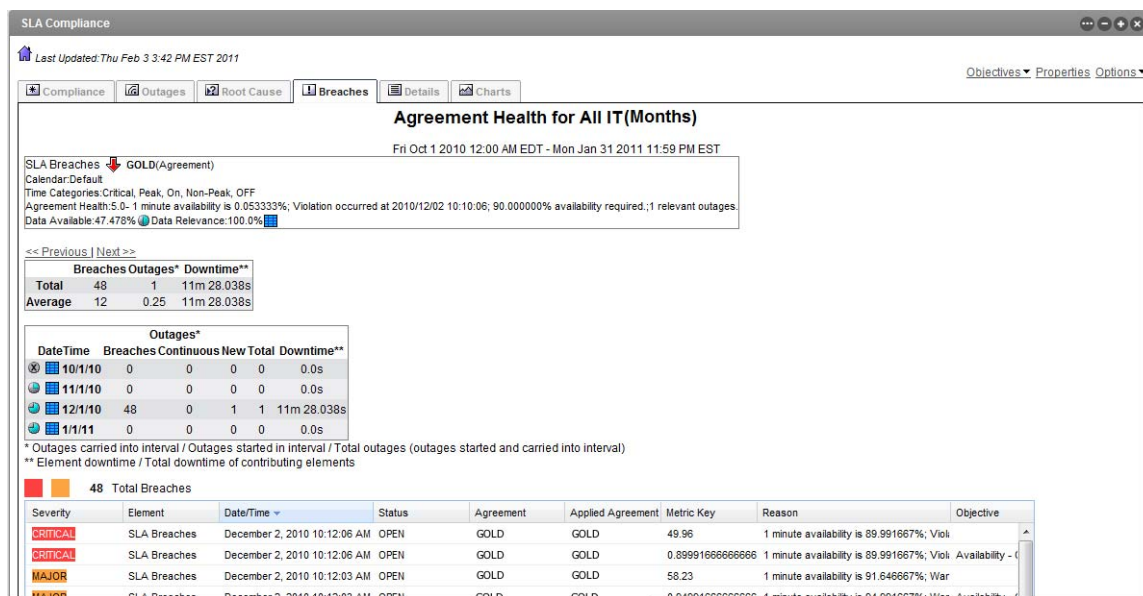 SLA Compliance
Last Updated:Thu Feb 3 3:42 PM EST 2011
Objectives Properties Options
Compliance Outages Root Cause Breaches Details Charts
Agreement Health for All IT(Months)
Fri Oct 1 2010 12:00 AM EDT - Mon Jan 31 2011 11:59 PM EST
SLA Breaches GOLD(Agreement)
Calendar:Default
Time Categories:Critical, Peak, On, Non-Peak, OFF
Agreement Health:5.0- 1 minute availability is 0.053333%; Violation occurred at 2010/12/02 10:10:06; 90.000000% availability required.;1 relevant outages.
Data Available:47.478% Data Relevance:100.0%
<< Previous | Next >>
Breaches Outages* Downtime**
Total 48 1 11m 28.038s
Average 12 0.25 11m 28.038s
Outages*
DateTime Breaches Continuous New Total Downtime**
10/1/10 0 0 0 0 0.0s
11/1/10 0 0 0 0 0.0s
12/1/10 48 0 1 1 11m 28.038s
1/1/11 0 0 0 0 0.0s
* Outages carried into interval / Outages started in interval / Total outages (outages started and carried into interval)
** Element downtime / Total downtime of contributing elements
48 Total Breaches
Severity Element Date/Time Status Agreement Applied Agreement Metric Key Reason Objective
CRITICAL SLA Breaches December 2, 2010 10:12:06 AM OPEN GOLD GOLD 49.96 1 minute availability is 89.991667%; Viola
CRITICAL SLA Breaches December 2, 2010 10:12:06 AM OPEN GOLD GOLD 0.89991666666666 1 minute availability is 89.991667%; Viola Availability -
MAJOR SLA Breaches December 2, 2010 10:12:03 AM OPEN GOLD GOLD 58.23 1 minute availability is 91.646667%; War